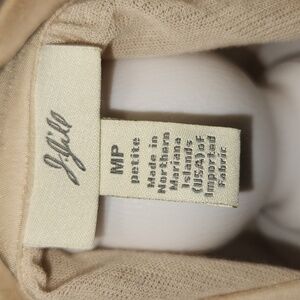 J.Jill
MP
petite
Made in
Northern
Mariana
Islands
(USA)oF
Imported
Fabric